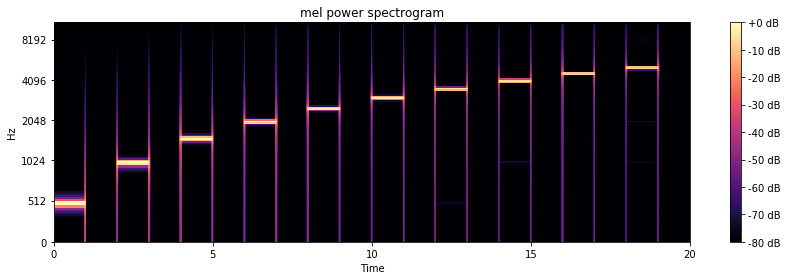 mel power spectrogram
Hz
8192
4096
2048
1024
512
0
0
5
10
15
20
Time
+0 dB
-10 dB
-20 dB
-30 dB
-40 dB
-50 dB
-60 dB
-70 dB
-80 dB